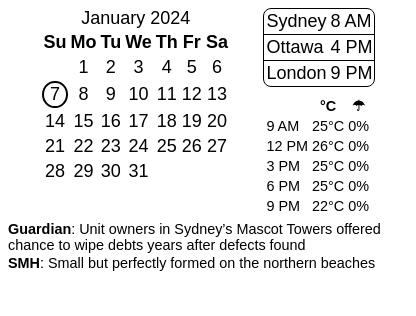 January 2024
Su Mo Tu We Th Fr Sa
1 2 3 4 5 6
7 8 9 10 11 12 13
14 15 16 17 18 19 20
21 22 23 24 25 26 27
28 29 30 31
Sydney 8 AM
Ottawa 4 PM
London 9 PM
°C ☂
9 AM 25°C 0%
12 PM 26°C 0%
3 PM 25°C 0%
6 PM 25°C 0%
9 PM 22°C 0%
Guardian: Unit owners in Sydney’s Mascot Towers offered
chance to wipe debts years after defects found
SMH: Small but perfectly formed on the northern beaches